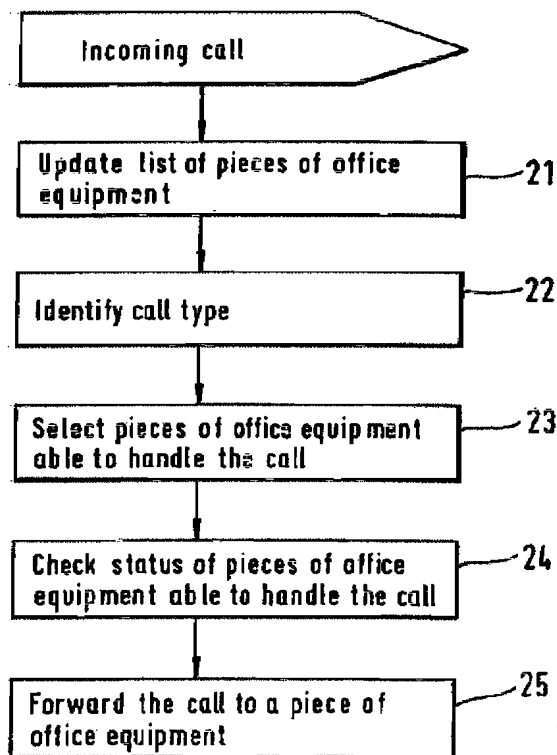 Incoming call
Update list of pieces of office
equipment
21
Identify call type
22
Select pieces of office equipment
able to handle the call
23
Check status of pieces of office
equipment able to handle the call
24
Forward the call to a piece of
office equipment
25